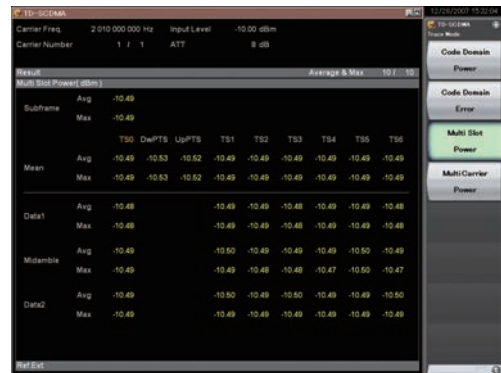 TD-SCDMA
12/28/2007 15:32:04
Carrier Freq. 2 010 000 000 Hz Input Level -10.00 dBm
Carrier Number 1 / 1 ATT 8 dB
Result Average & Max 10 / 10
Multi Slot Power( dBm )
Subframe
Avg -10.49
Max -10.49
TS0 DwPTS UpPTS TS1 TS2 TS3 TS4 TS5 TS6
Mean
Avg -10.49 -10.53 -10.52 -10.49 -10.49 -10.49 -10.49 -10.49 -10.49
Max -10.49 -10.53 -10.52 -10.49 -10.49 -10.49 -10.49 -10.49 -10.49
Data1
Avg -10.48 -10.49 -10.49 -10.48 -10.49 -10.49 -10.48
Max -10.48 -10.49 -10.49 -10.48 -10.49 -10.49 -10.48
Midamble
Avg -10.49 -10.50 -10.49 -10.49 -10.49 -10.50 -10.49
Max -10.49 -10.49 -10.48 -10.48 -10.47 -10.50 -10.47
Data2
Avg -10.49 -10.50 -10.49 -10.50 -10.49 -10.49 -10.50
Max -10.49 -10.49 -10.49 -10.49 -10.49 -10.49 -10.49
Ref.Ext
TD-SCDMA
Trace Mode
Code Domain
Power
Code Domain
Error
Multi Slot
Power
Multi Carrier
Power